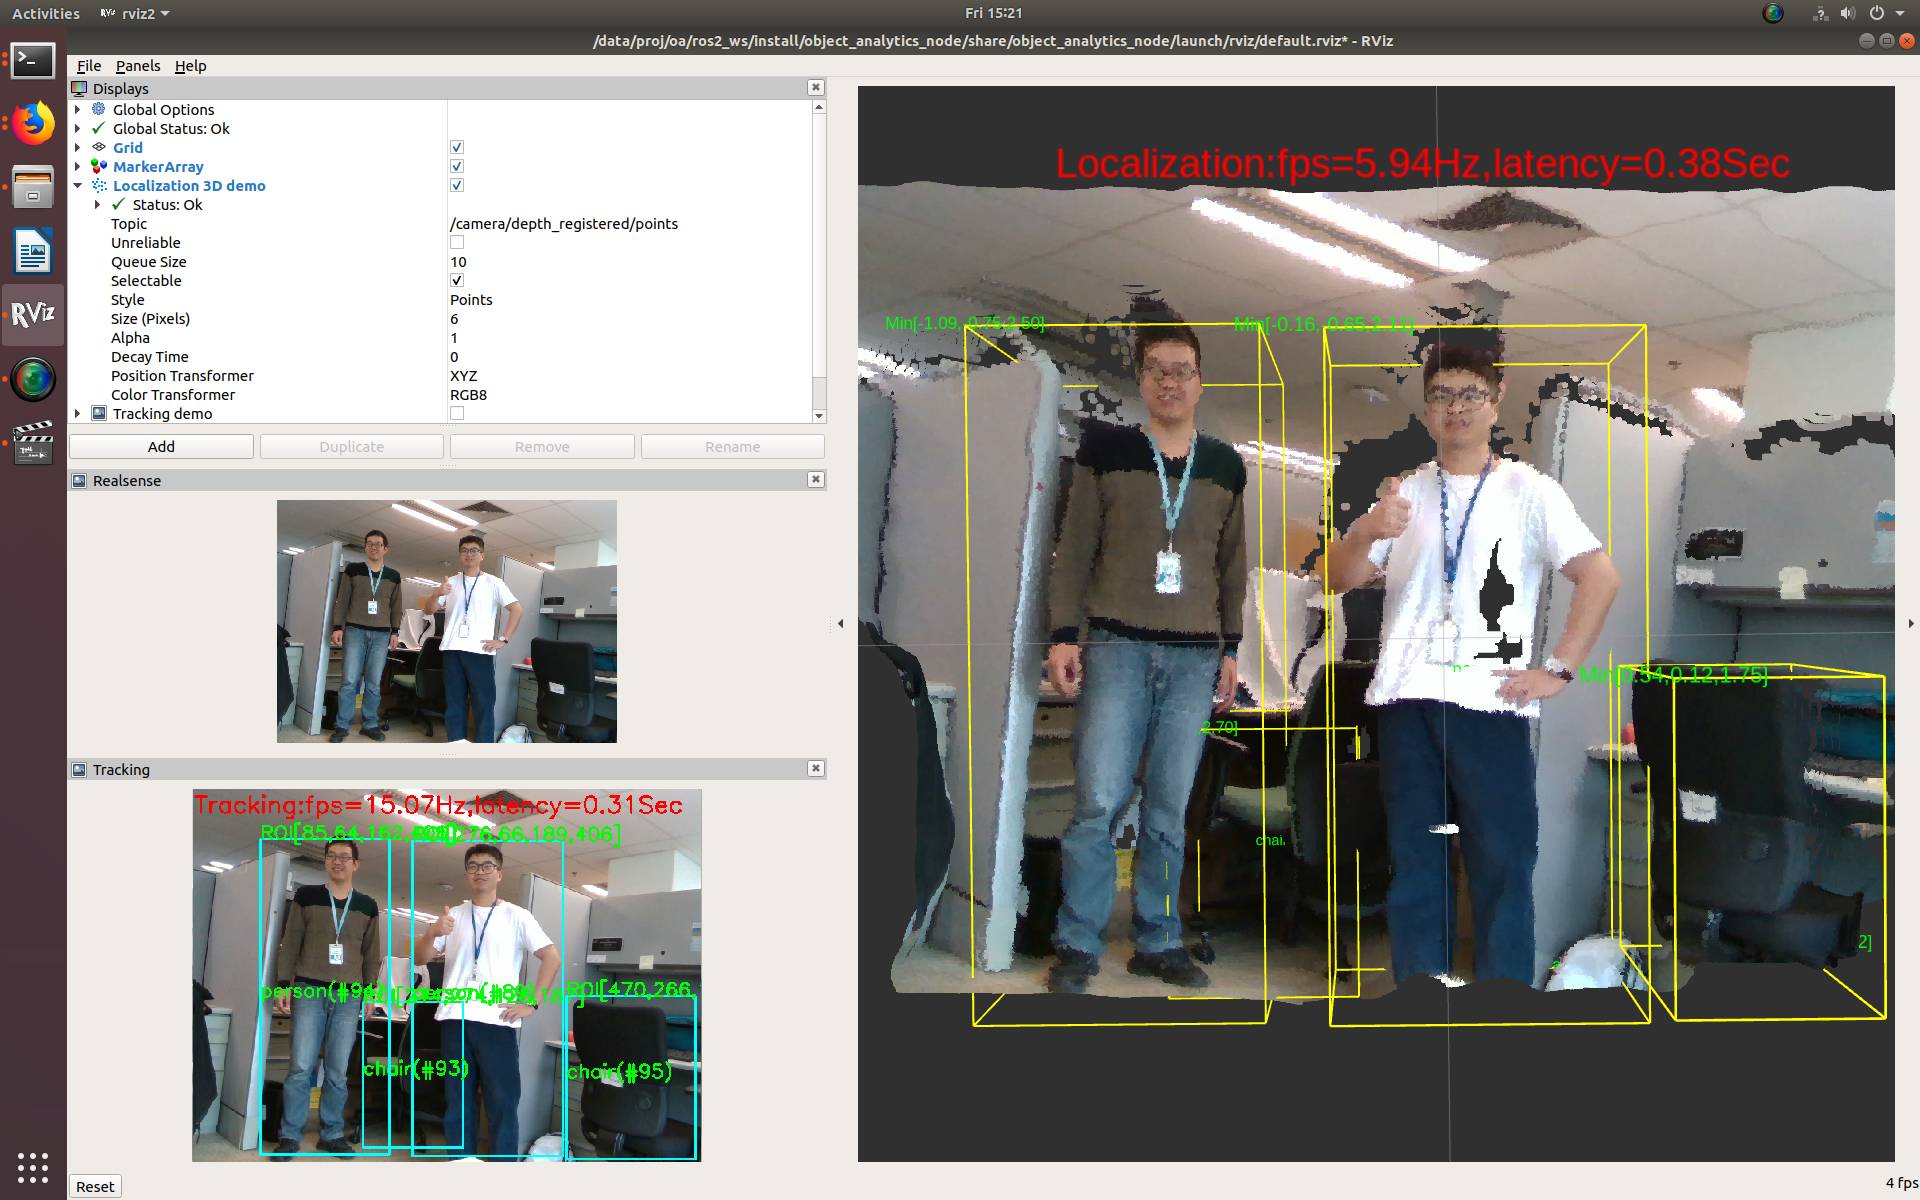 Activities
rviz2
Fri 15:21
/data/proj/oa/ros2_ws/install/object_analytics_node/share/object_analytics_node/launch/rviz/default.rviz* - RViz
File Panels Help
Displays
Global Options
Global Status: Ok
Grid
MarkerArray
Localization 3D demo
Status: Ok
Topic /camera/depth_registered/points
Unreliable
Queue Size 10
Selectable
Style Points
Size (Pixels) 6
Alpha 1
Decay Time 0
Position Transformer XYZ
Color Transformer RGB8
Tracking demo
Add Duplicate Remove Rename
Realsense
Tracking
Tracking:fps=15.07Hz,latency=0.31Sec
ROI[85,64,162,
276,66,189,406]
person(#94)
ROI[470,266,
chair(#93)
chair(#95)
Reset
RViz
Localization:fps=5.94Hz,latency=0.38Sec
Min[-1.09,-0.75,2.50]
Min[-0.16,-0.65,2.11]
Min[0.54,0.12,1.75]
2.70]
chai
2]
4 fps